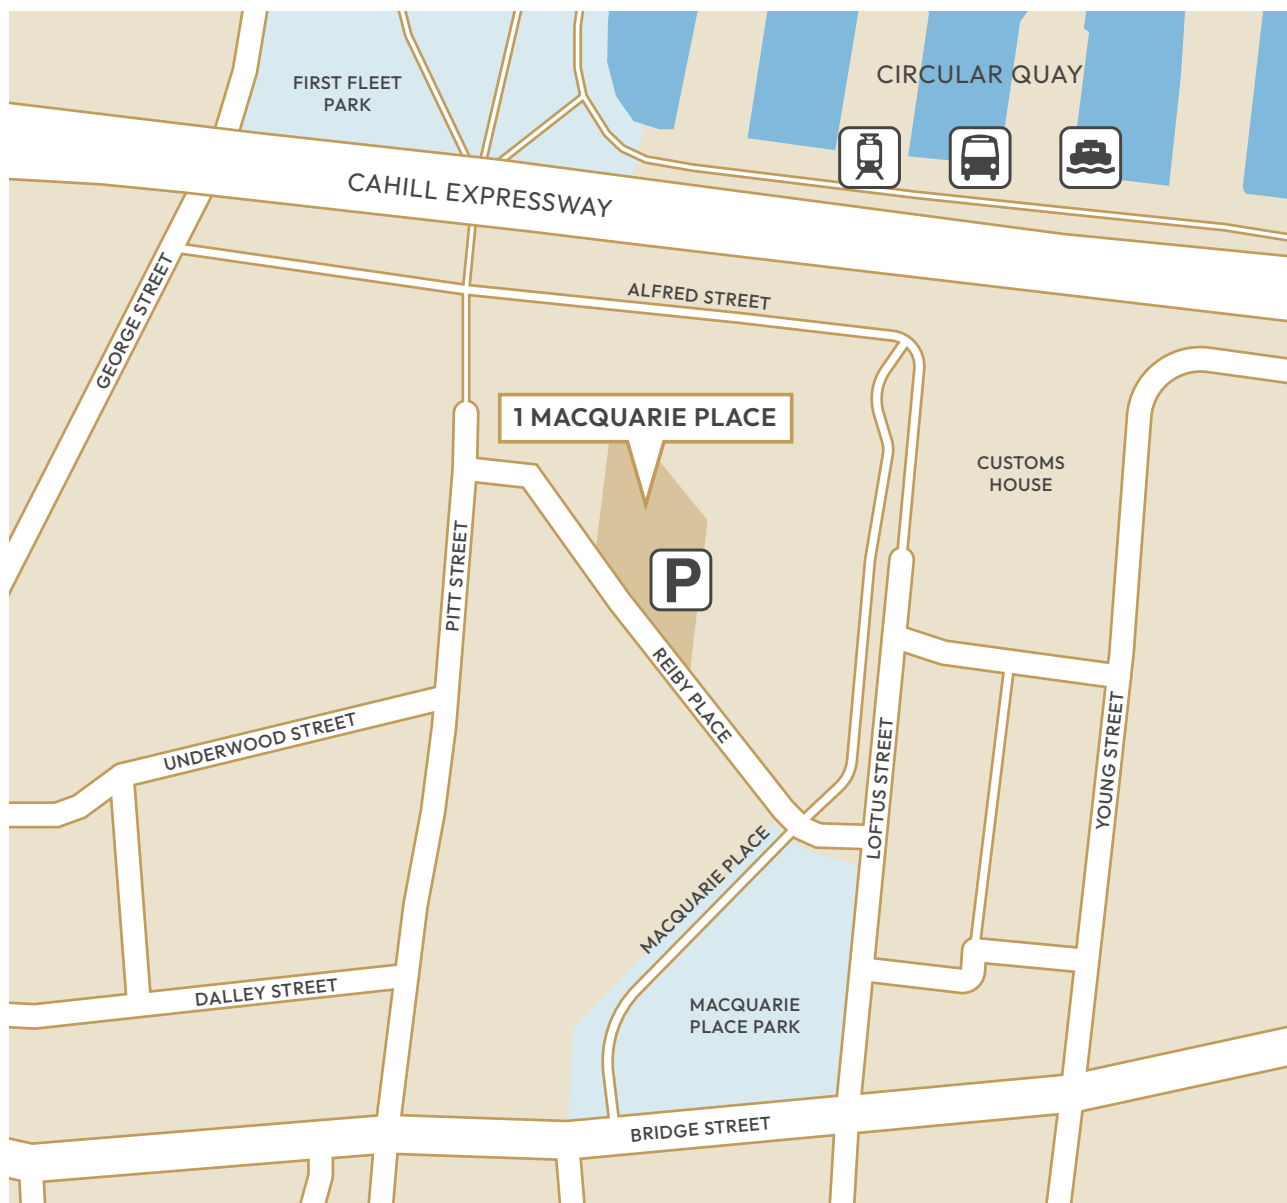 FIRST FLEET
PARK
CIRCULAR QUAY
CAHILL EXPRESSWAY
GEORGE STREET
ALFRED STREET
1 MACQUARIE PLACE
CUSTOMS
HOUSE
PITT STREET
P
REIBY PLACE
UNDERWOOD STREET
LOFTUS STREET
YOUNG STREET
MACQUARIE PLACE
DALLEY STREET
MACQUARIE
PLACE PARK
BRIDGE STREET